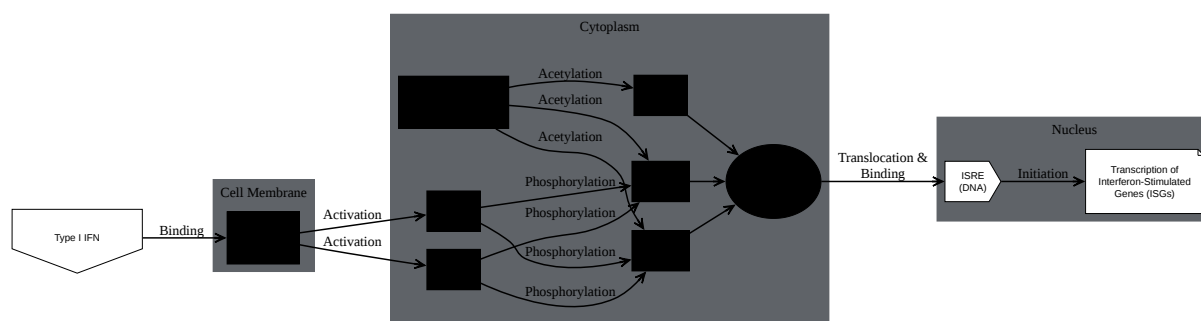 Cytoplasm
Acetylation
Acetylation
Acetylation
Translocation &
Binding
Nucleus
ISRE
(DNA)
Initiation
Transcription of
Interferon-Stimulated
Genes (ISGs)
Cell Membrane
Type I IFN
Binding
Activation
Activation
Phosphorylation
Phosphorylation
Phosphorylation
Phosphorylation